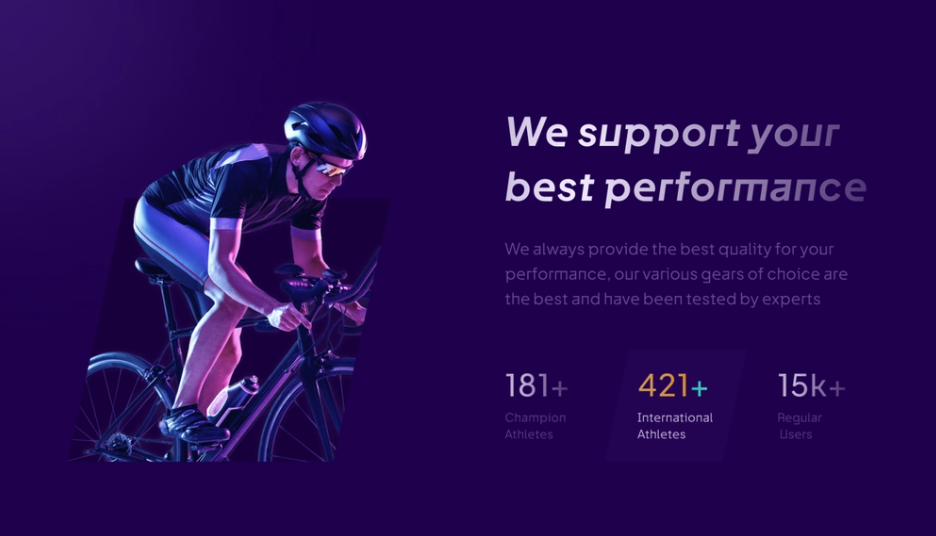 We support your
best performance
We always provide the best quality for your
performance, our various gears of choice are
the best and have been tested by experts
181+
Champion
Athletes
421+
International
Athletes
15k+
Regular
Users